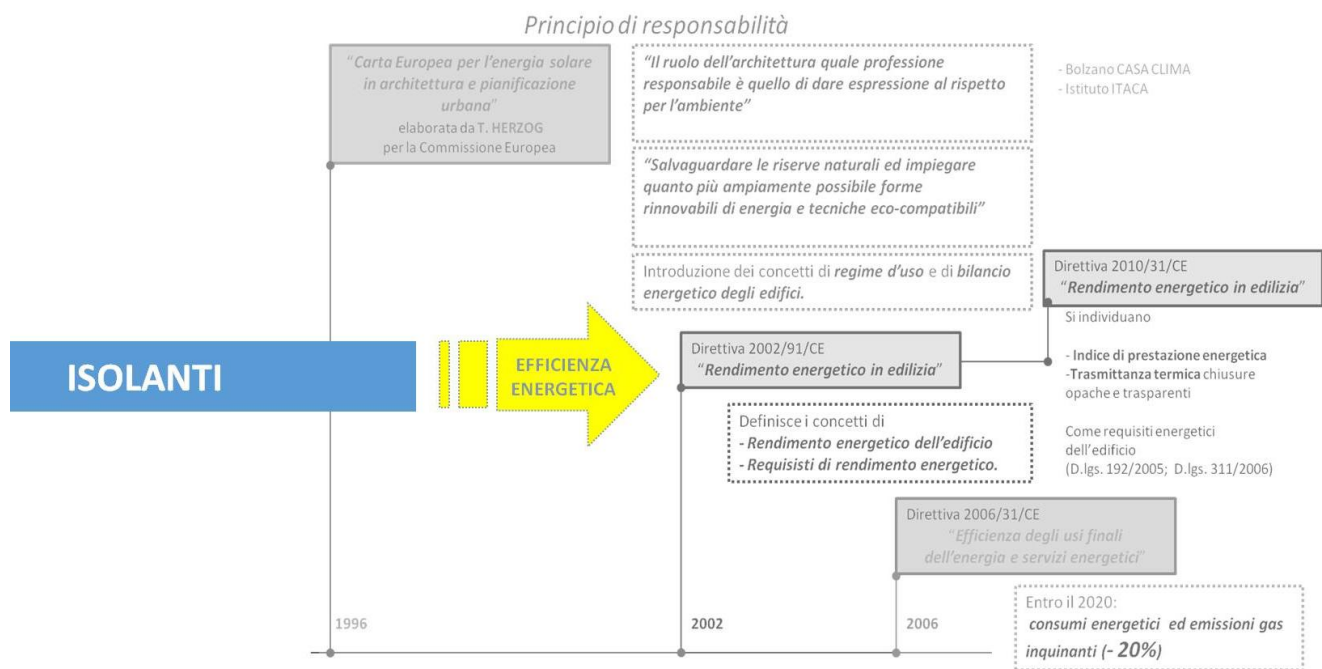 Principio di responsabilità
“Carta Europea per l’energia solare
in architettura e pianificazione
urbana”
elaborata da T. HERZOG
per la Commissione Europea
“Il ruolo dell’architettura quale professione
responsabile è quello di dare espressione al rispetto
per l’ambiente”
- Bolzano CASA CLIMA
- Istituto ITACA
“Salvaguardare le riserve naturali ed impiegare
quanto più ampiamente possibile forme
rinnovabili di energia e tecniche eco-compatibili”
Introduzione dei concetti di regime d’uso e di bilancio
energetico degli edifici.
Direttiva 2010/31/CE
“Rendimento energetico in edilizia”
Si individuano
- Indice di prestazione energetica
-Trasmittanza termica chiusure
opache e trasparenti
Come requisiti energetici
dell’edificio
(D.lgs. 192/2005; D.lgs. 311/2006)
ISOLANTI
EFFICIENZA
ENERGETICA
Direttiva 2002/91/CE
“Rendimento energetico in edilizia”
Definisce i concetti di
- Rendimento energetico dell’edificio
- Requisisti di rendimento energetico.
Direttiva 2006/31/CE
“Efficienza degli usi finali
dell’energia e servizi energetici”
Entro il 2020:
consumi energetici ed emissioni gas
inquinanti (- 20%)
1996
2002
2006